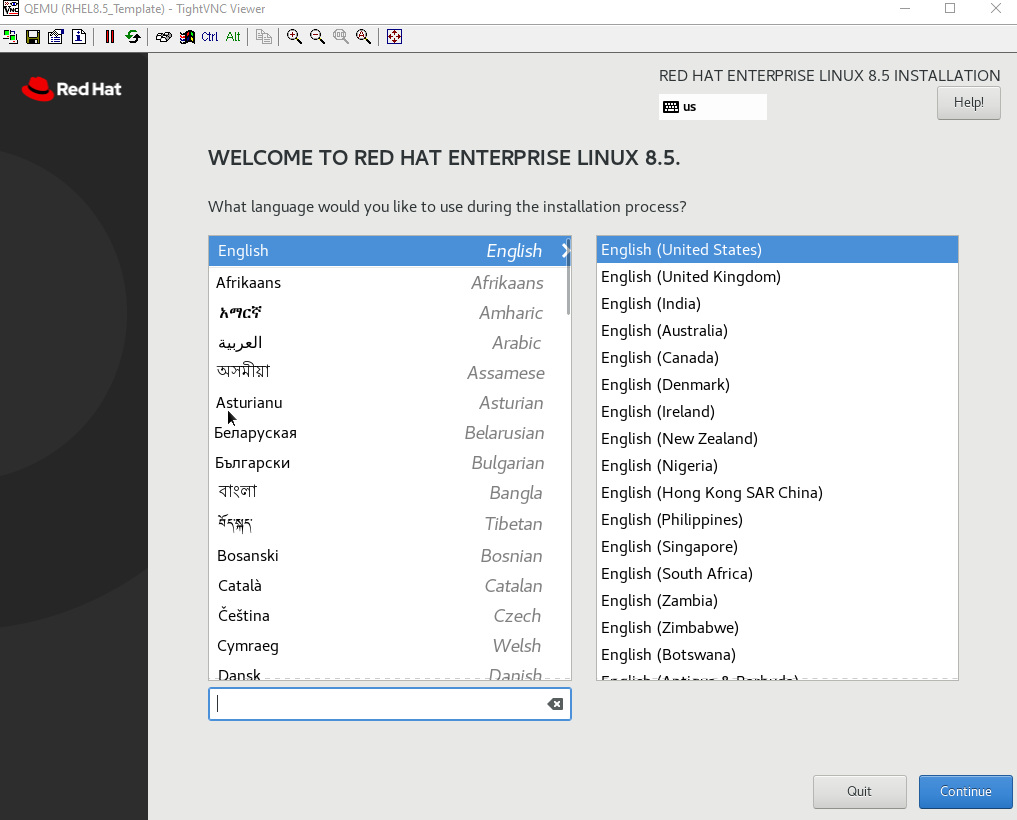 QEMU (RHEL8.5_Template) - TightVNC Viewer
Ctrl Alt
Red Hat
RED HAT ENTERPRISE LINUX 8.5 INSTALLATION
us
Help!
WELCOME TO RED HAT ENTERPRISE LINUX 8.5.
What language would you like to use during the installation process?
English English
Afrikaans Afrikaans
አማርኛ Amharic
العربية Arabic
অসমীয়া Assamese
Asturianu Asturian
Беларуская Belarusian
Български Bulgarian
বাংলা Bangla
བོད་སྐད་ Tibetan
Bosanski Bosnian
Català Catalan
Čeština Czech
Cymraeg Welsh
Dansk Danish
English (United States)
English (United Kingdom)
English (India)
English (Australia)
English (Canada)
English (Denmark)
English (Ireland)
English (New Zealand)
English (Nigeria)
English (Hong Kong SAR China)
English (Philippines)
English (Singapore)
English (South Africa)
English (Zambia)
English (Zimbabwe)
English (Botswana)
English (Antigua & Barbuda)
Quit
Continue